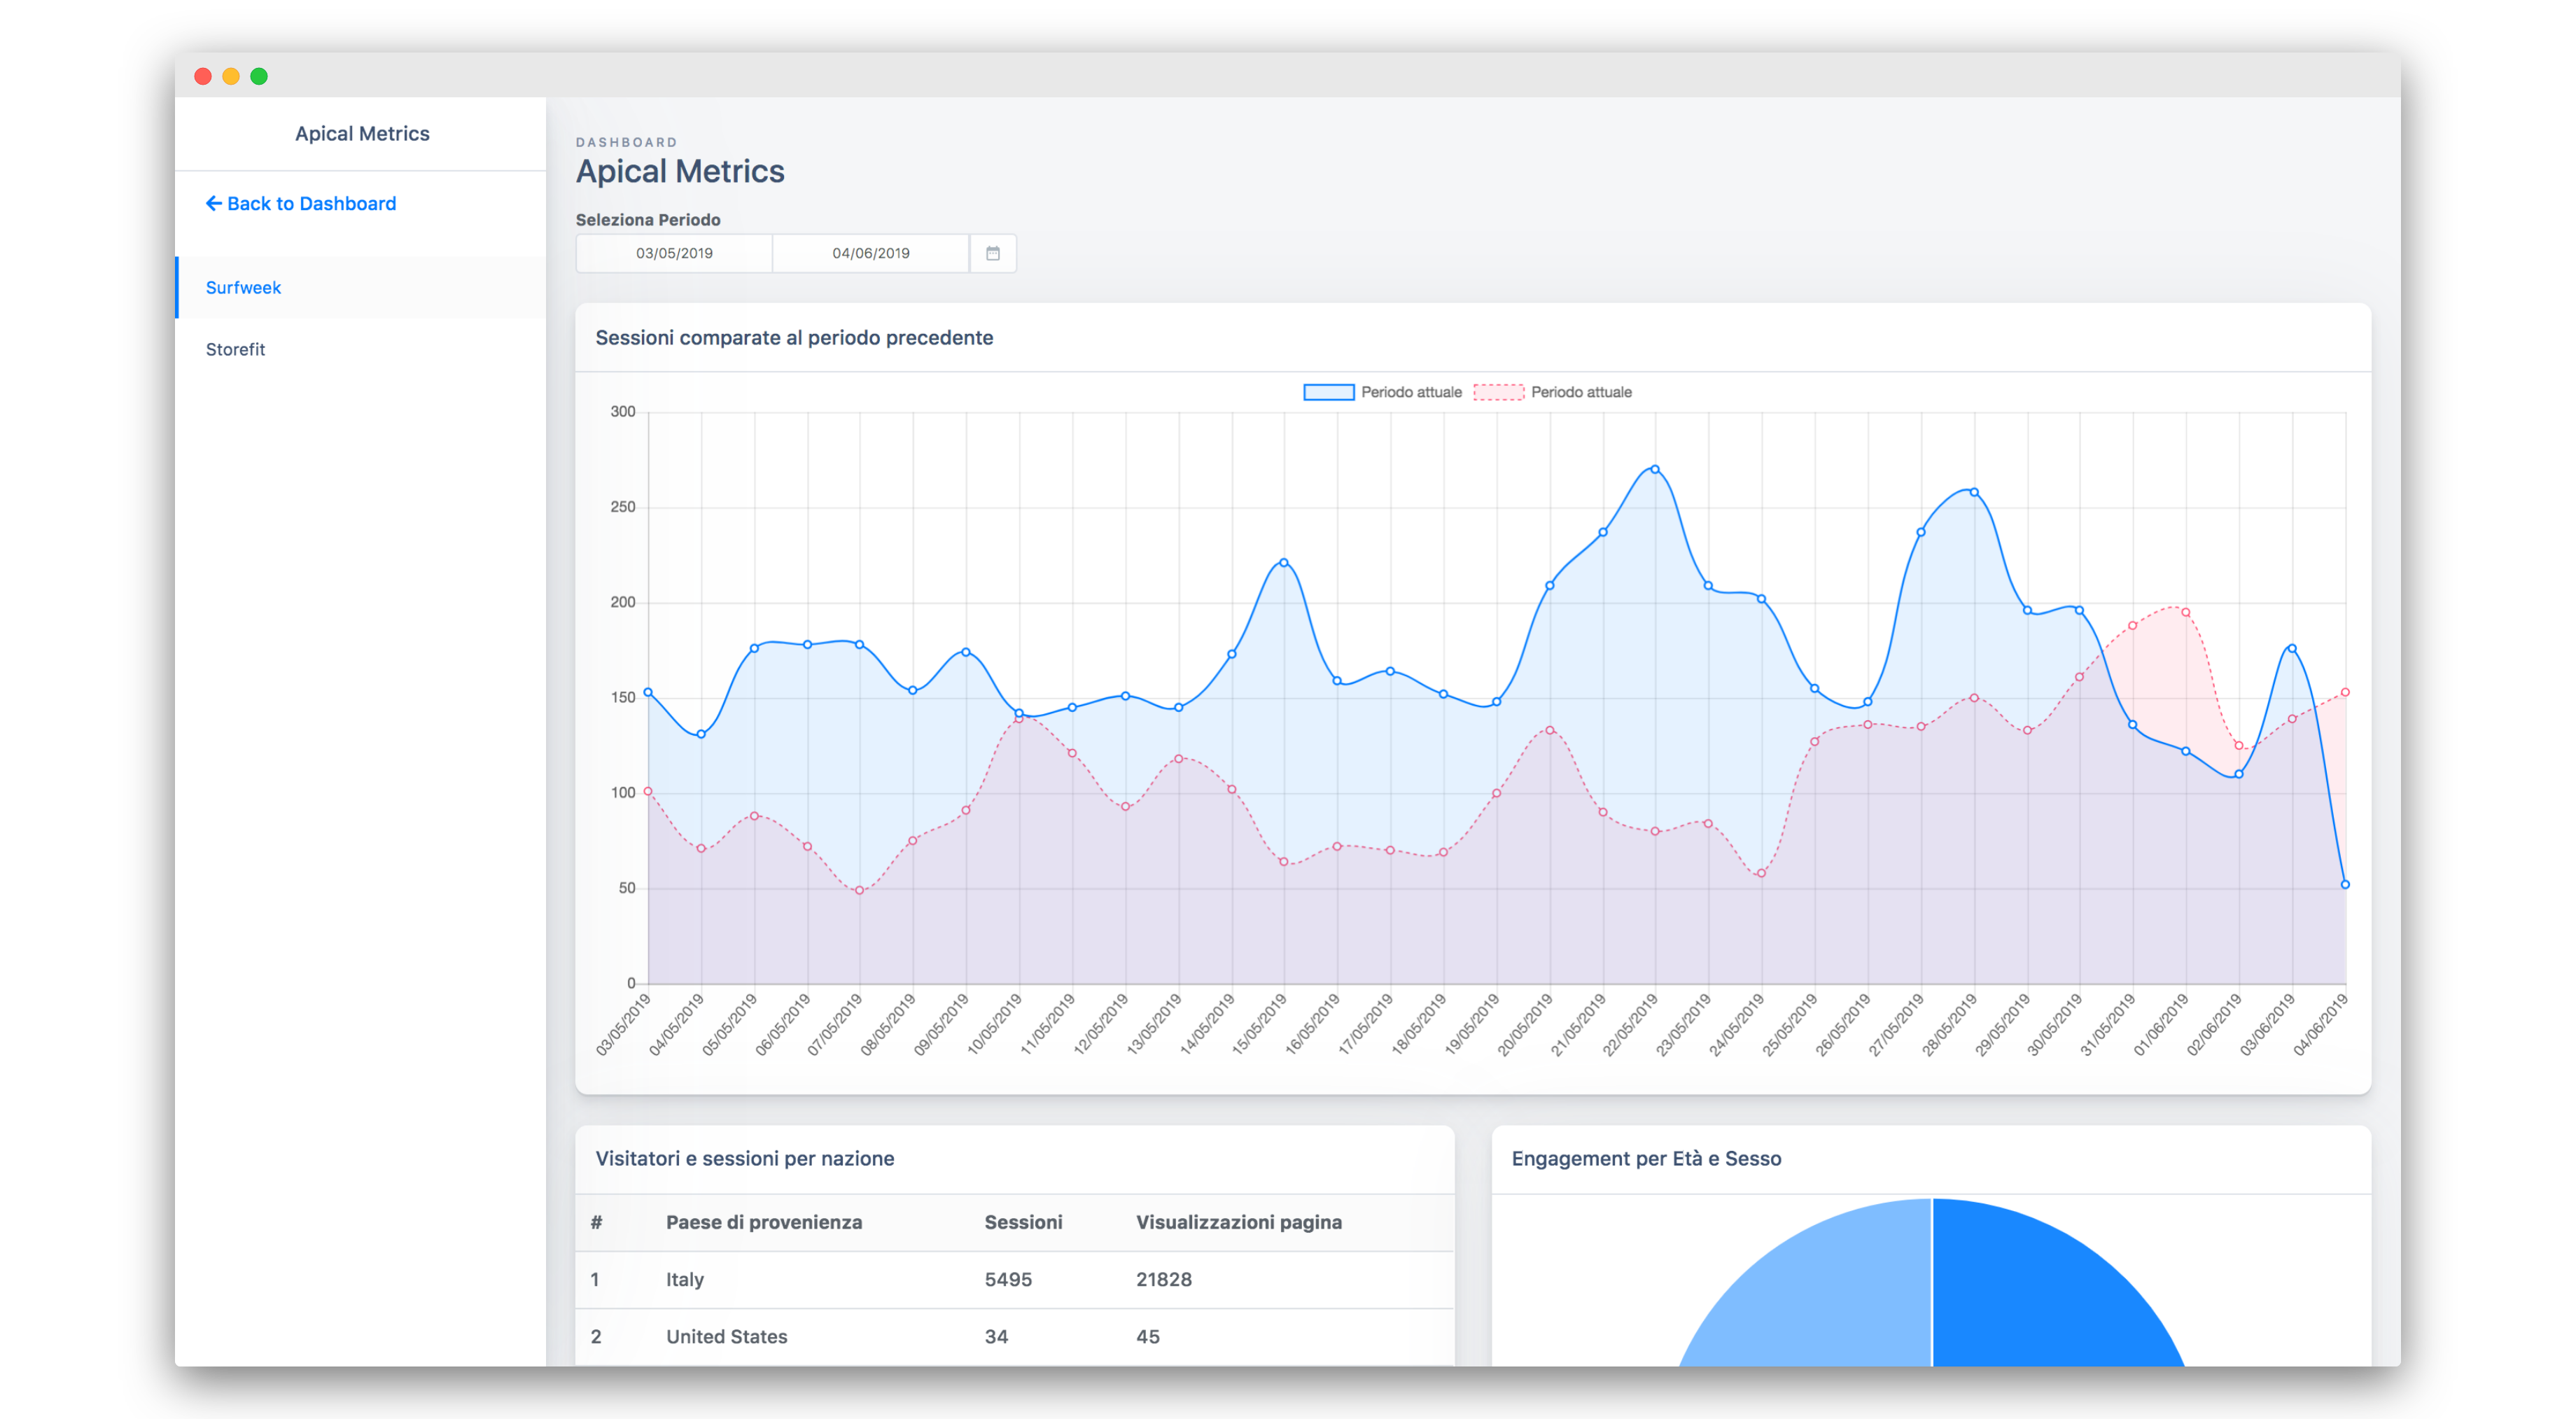 Apical Metrics
← Back to Dashboard
Surfweek
Storefit
DASHBOARD
Apical Metrics
Seleziona Periodo
03/05/2019 04/06/2019
Sessioni comparate al periodo precedente
Periodo attuale Periodo attuale
300
250
200
150
100
50
0
03/05/2019 04/05/2019 05/05/2019 06/05/2019 07/05/2019 08/05/2019 09/05/2019 10/05/2019 11/05/2019 12/05/2019 13/05/2019 14/05/2019 15/05/2019 16/05/2019 17/05/2019 18/05/2019 19/05/2019 20/05/2019 21/05/2019 22/05/2019 23/05/2019 24/05/2019 25/05/2019 26/05/2019 27/05/2019 28/05/2019 29/05/2019 30/05/2019 31/05/2019 01/06/2019 02/06/2019 03/06/2019 04/06/2019
Visitatori e sessioni per nazione
# Paese di provenienza Sessioni Visualizzazioni pagina
1 Italy 5495 21828
2 United States 34 45
Engagement per Età e Sesso